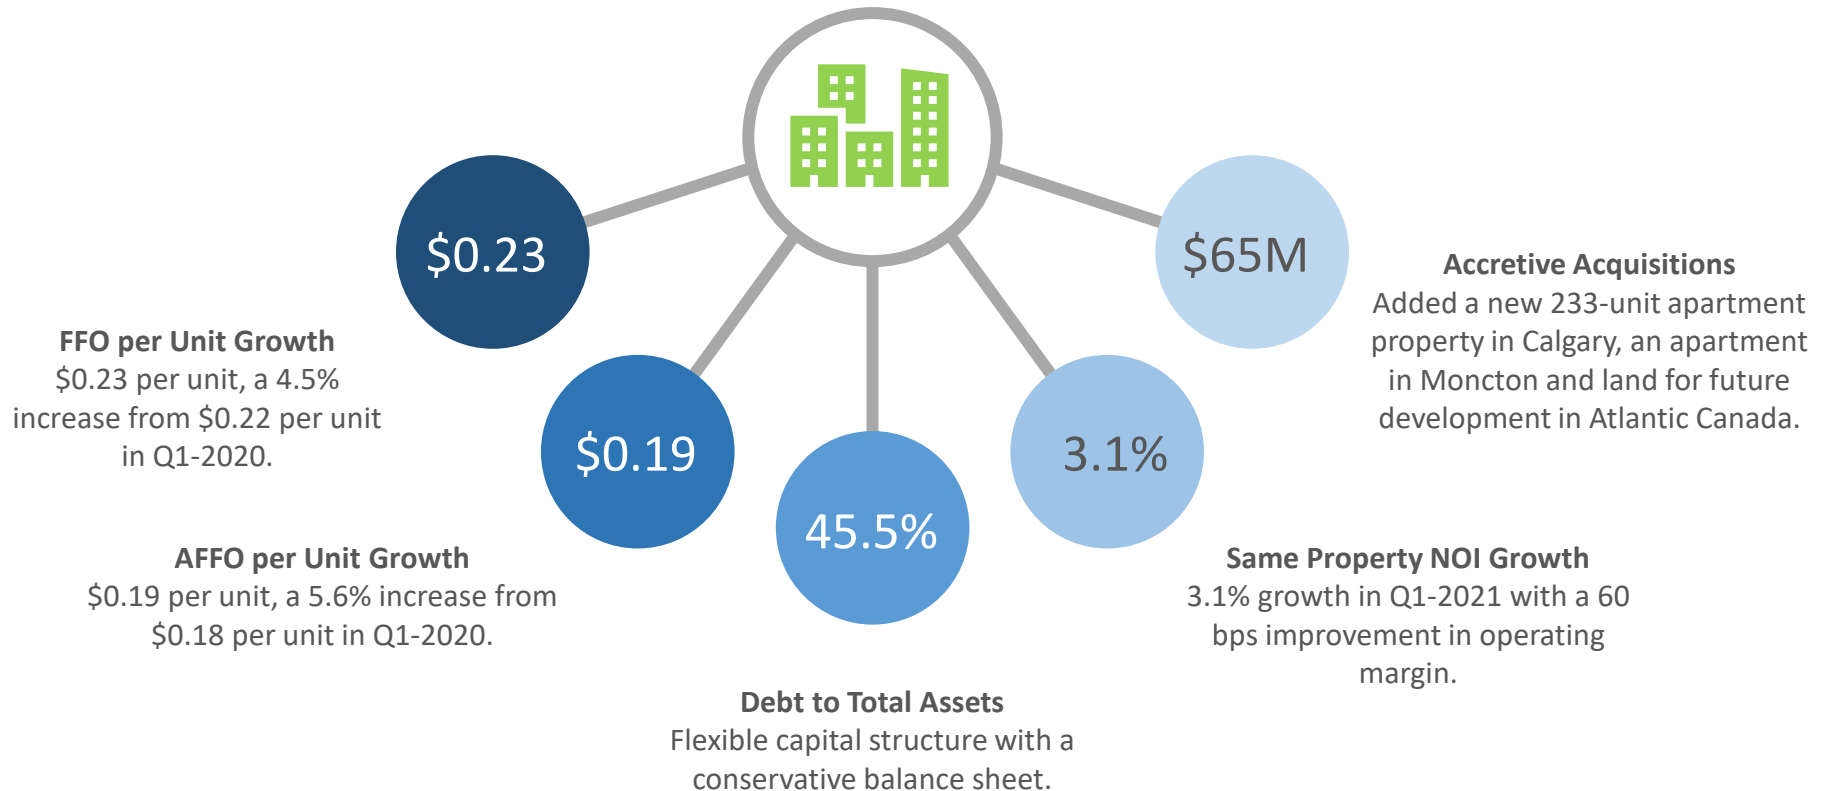 $0.23
FFO per Unit Growth
$0.23 per unit, a 4.5%
increase from $0.22 per unit
in Q1-2020.
$0.19
AFFO per Unit Growth
$0.19 per unit, a 5.6% increase from
$0.18 per unit in Q1-2020.
45.5%
Debt to Total Assets
Flexible capital structure with a
conservative balance sheet.
3.1%
Same Property NOI Growth
3.1% growth in Q1-2021 with a 60
bps improvement in operating
margin.
$65M
Accretive Acquisitions
Added a new 233-unit apartment
property in Calgary, an apartment
in Moncton and land for future
development in Atlantic Canada.